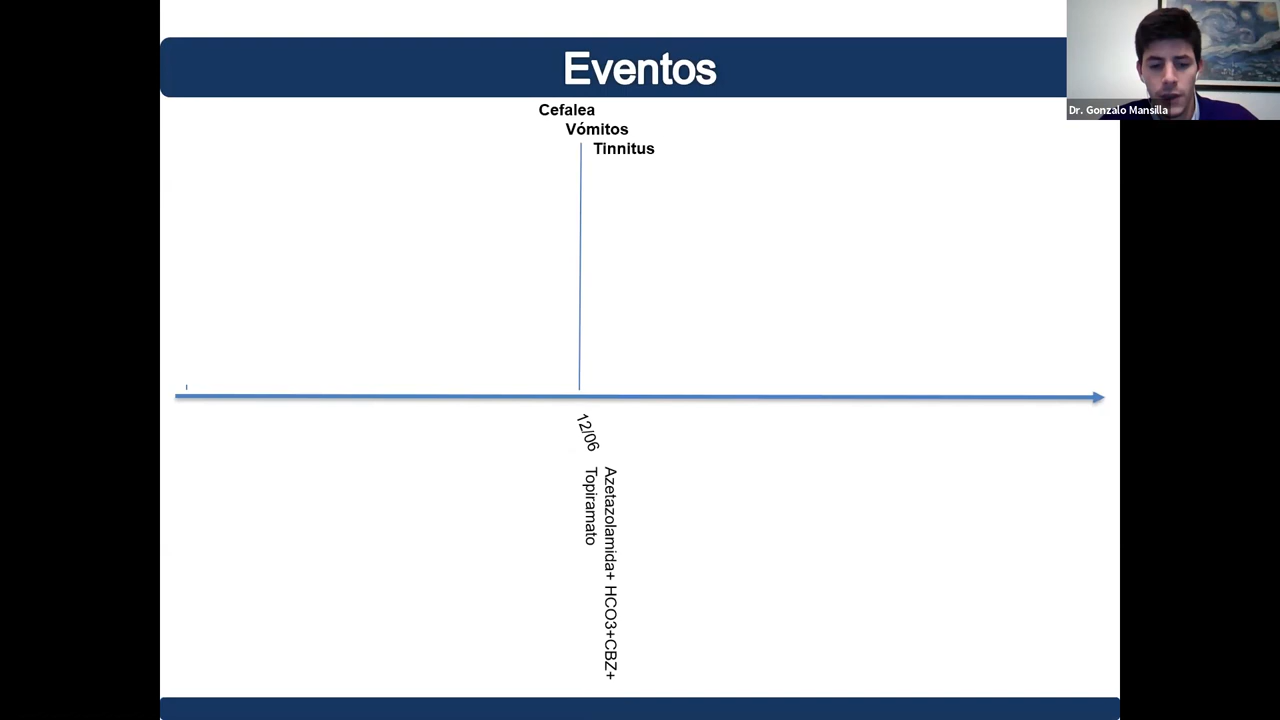 Eventos
Dr. Gonzalo Mansilla
Cefalea
Vómitos
Tinnitus
12/06
Azetazolamida+ HCO3+CBZ+
Topiramato